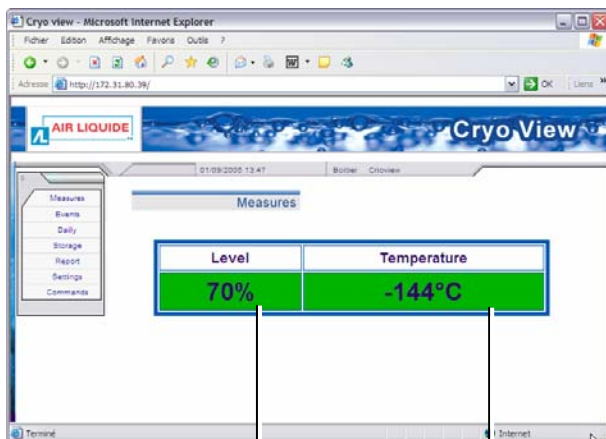 Cryo view - Microsoft Internet Explorer
Fichier Edition Affichage Favoris Outils ?
Adresse http://172.31.80.39/ OK Liens »
AIR LIQUIDE
Cryo View
01/09/2005 13:47
Measures
Events
Daily
Storage
Report
Settings
Commands
Measures
Level Temperature
70% -144°C
Terminé Internet